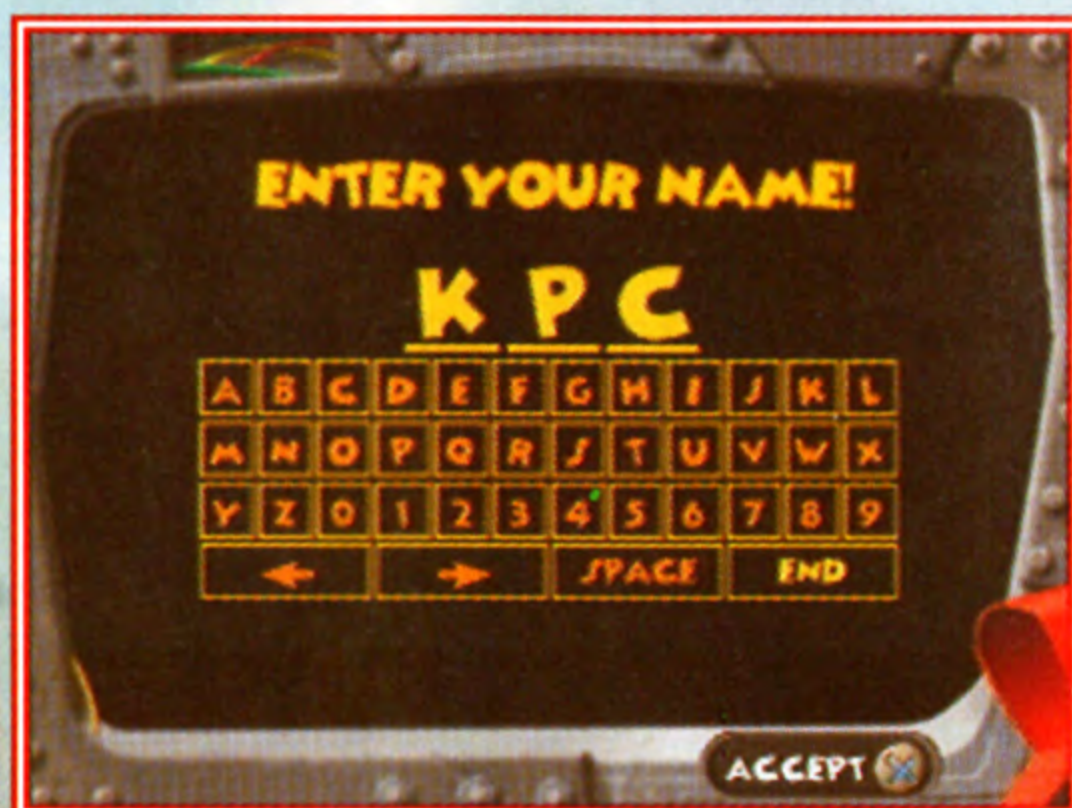 ENTER YOUR NAME!
K P C
A B C D E F G H I J K L
M N O P Q R S T U V W X
Y Z 0 1 2 3 4 5 6 7 8 9
← → SPACE END
ACCEPT X